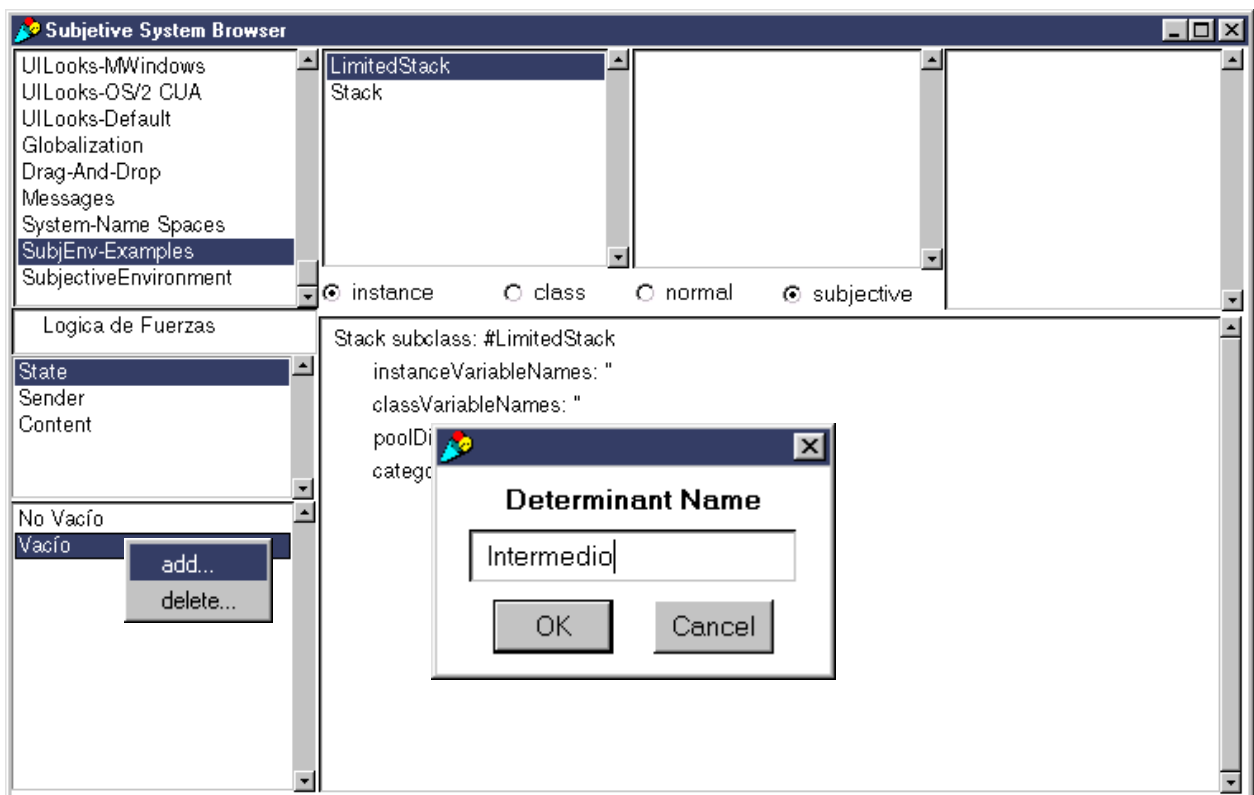 Subjetive System Browser
UILooks-MWindows
UILooks-OS/2 CUA
UILooks-Default
Globalization
Drag-And-Drop
Messages
System-Name Spaces
SubjEnv-Examples
SubjectiveEnvironment
LimitedStack
Stack
instance class normal subjective
Logica de Fuerzas
State
Sender
Content
No Vacío
Vacío
add...
delete...
Stack subclass: #LimitedStack
instanceVariableNames: ''
classVariableNames: ''
poolDi
catego
Determinant Name
Intermedio
OK Cancel